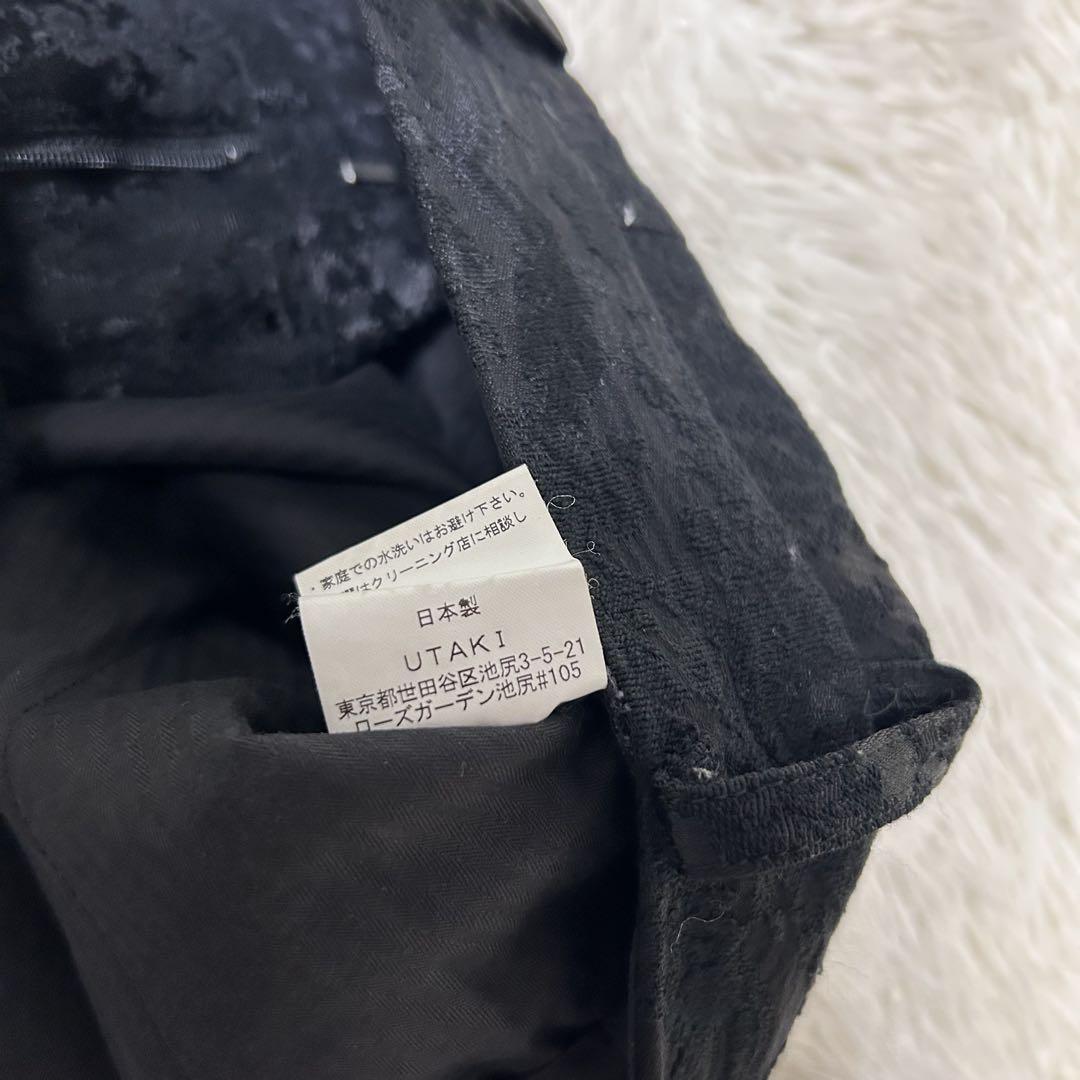 ・家庭での水洗いはお避け下さい。
はクリーニング店に相談し
日本製
UTAKI
東京都世田谷区池尻3-5-21
ローズガーデン池尻#105